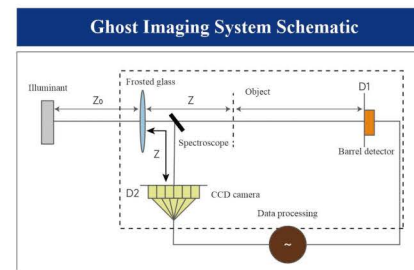 Ghost Imaging System Schematic
Illuminant
Z₀
Frosted glass
Z
Object
D1
Spectroscope
Z
Barrel detector
D2
CCD camera
Data processing
~